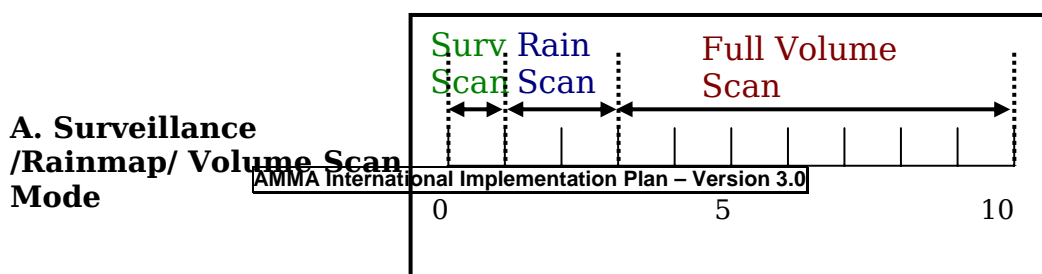 Surv Rain Full Volume
Scan Scan Scan
A. Surveillance
/Rainmap/ Volume Scan
Mode
AMMA International Implementation Plan – Version 3.0
0 5 10